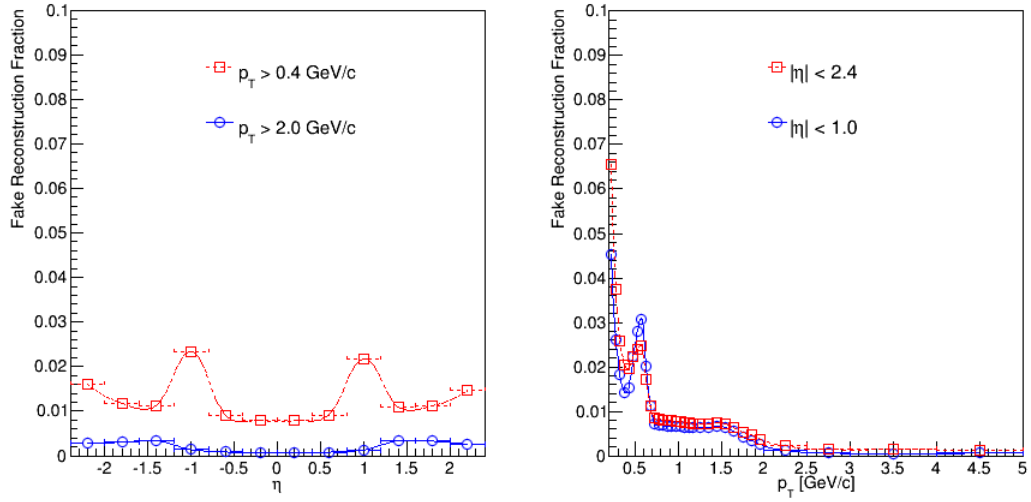 Fake Reconstruction Fraction
0.1
0.09
0.08
0.07
0.06
0.05
0.04
0.03
0.02
0.01
0
p_T > 0.4 GeV/c
p_T > 2.0 GeV/c
-2 -1.5 -1 -0.5 0 0.5 1 1.5 2
η
Fake Reconstruction Fraction
0.1
0.09
0.08
0.07
0.06
0.05
0.04
0.03
0.02
0.01
0
|η| < 2.4
|η| < 1.0
0.5 1 1.5 2 2.5 3 3.5 4 4.5 5
p_T [GeV/c]